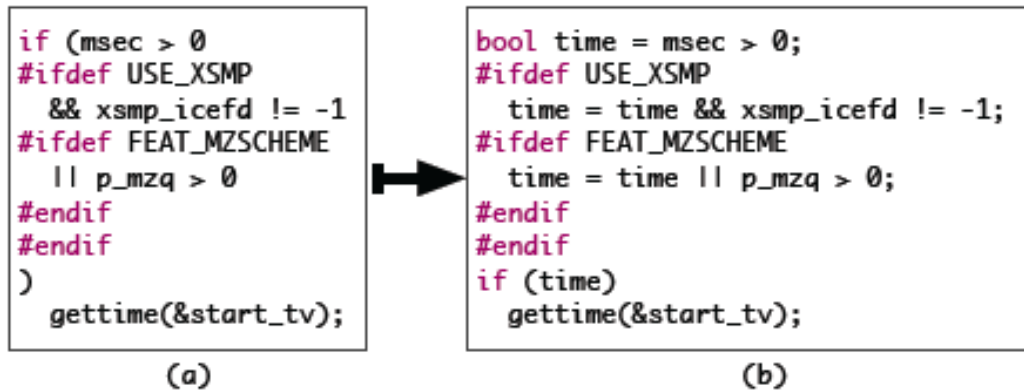 if (msec > 0
#ifdef USE_XSMP
  && xsmp_icefd != -1
#ifdef FEAT_MZSCHEME
  || p_mzq > 0
#endif
#endif
)
  gettime(&start_tv);
(a)
bool time = msec > 0;
#ifdef USE_XSMP
  time = time && xsmp_icefd != -1;
#ifdef FEAT_MZSCHEME
  time = time || p_mzq > 0;
#endif
#endif
if (time)
  gettime(&start_tv);
(b)